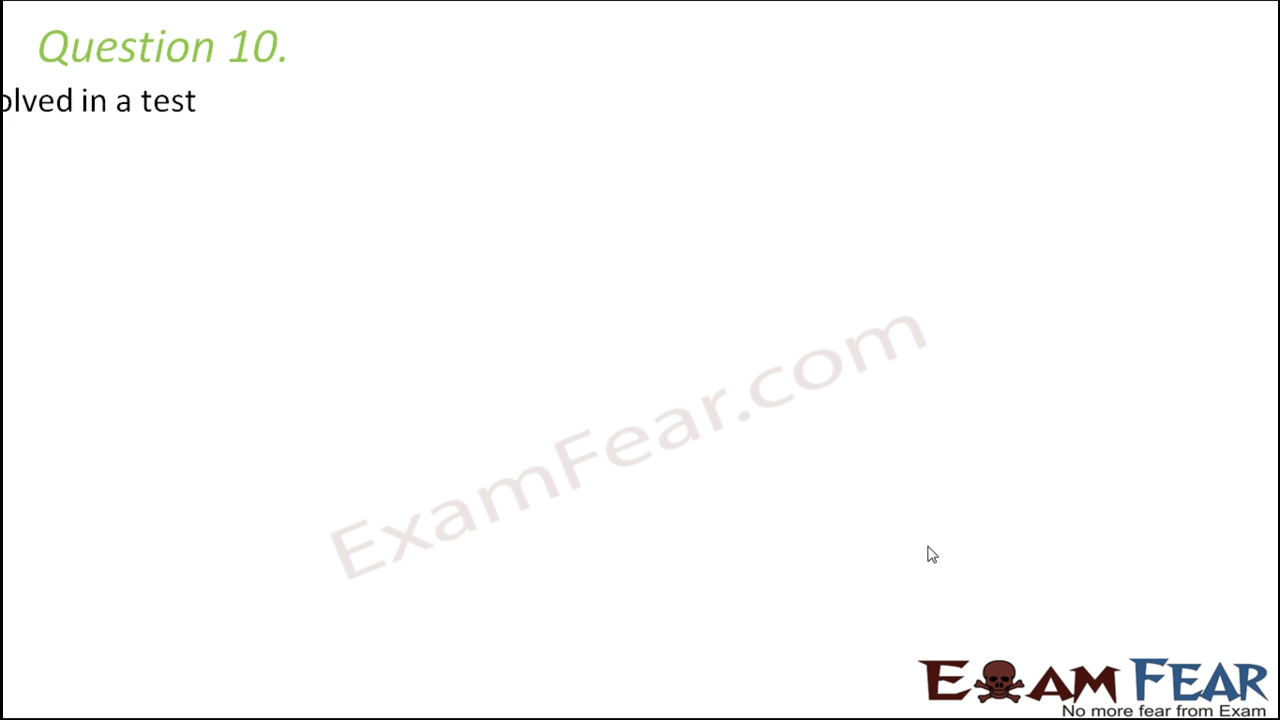 Question 10.
olved in a test
ExamFear.com
EXAM FEAR
No more fear from Exam